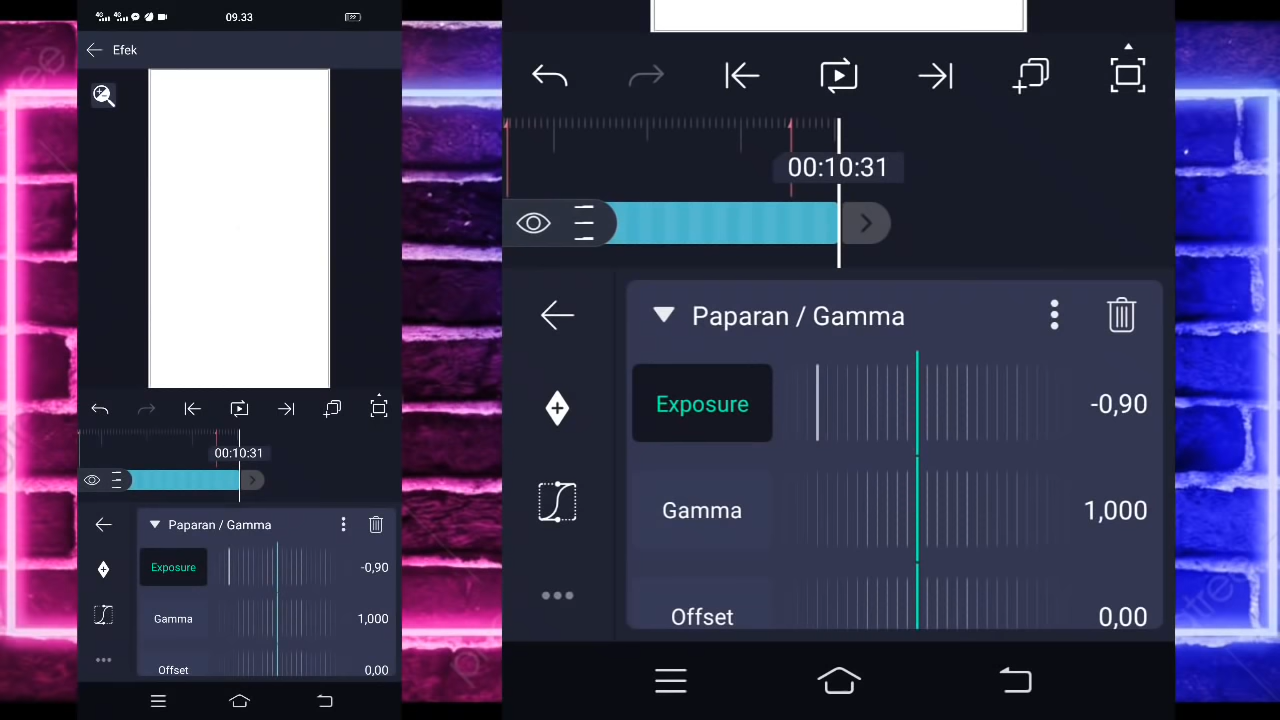 09.33
Efek
00:10:31
Paparan / Gamma
Exposure -0,90
Gamma 1,000
Offset 0,00
00:10:31
Paparan / Gamma
Exposure -0,90
Gamma 1,000
Offset 0,00